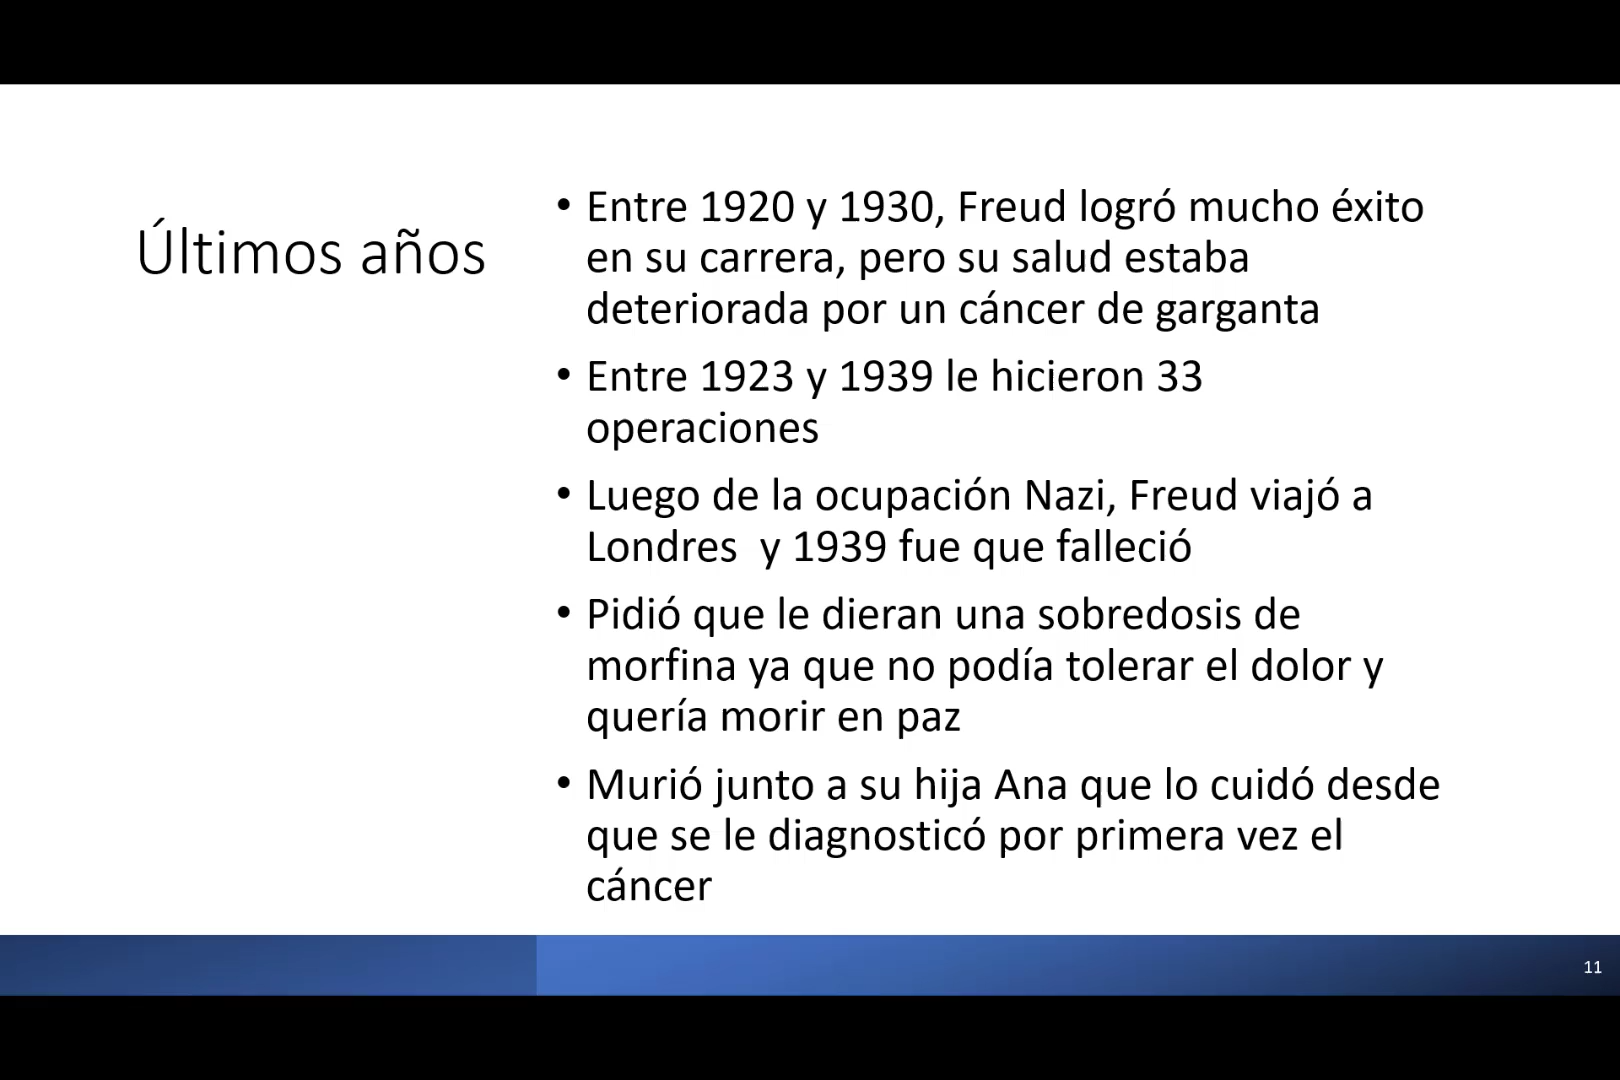 Últimos años
• Entre 1920 y 1930, Freud logró mucho éxito
en su carrera, pero su salud estaba
deteriorada por un cáncer de garganta
• Entre 1923 y 1939 le hicieron 33
operaciones
• Luego de la ocupación Nazi, Freud viajó a
Londres  y 1939 fue que falleció
• Pidió que le dieran una sobredosis de
morfina ya que no podía tolerar el dolor y
quería morir en paz
• Murió junto a su hija Ana que lo cuidó desde
que se le diagnosticó por primera vez el
cáncer
11